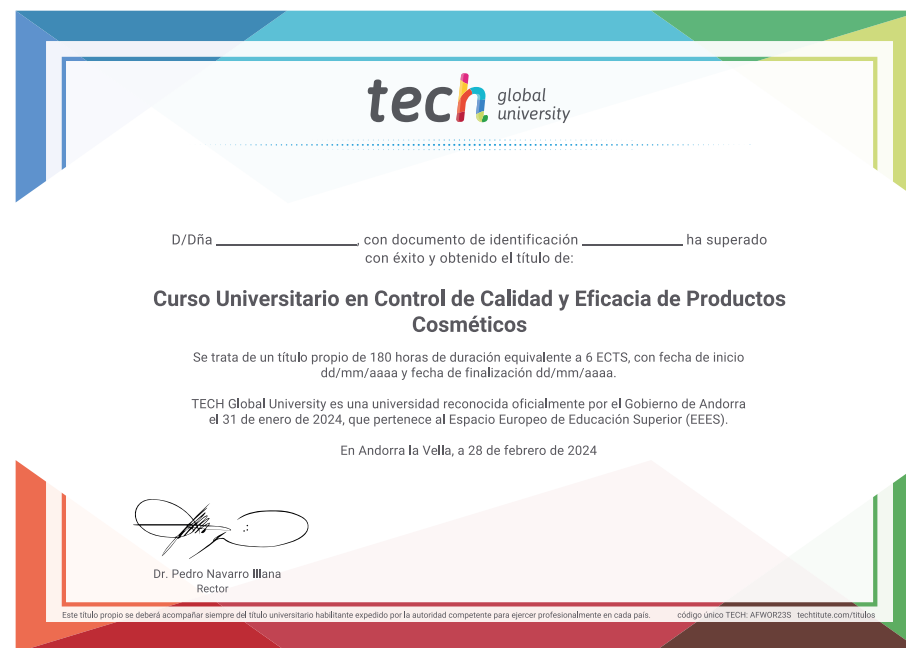 tech global
university
D/Dña , con documento de identificación ha superado
con éxito y obtenido el título de:
Curso Universitario en Control de Calidad y Eficacia de Productos
Cosméticos
Se trata de un título propio de 180 horas de duración equivalente a 6 ECTS, con fecha de inicio
dd/mm/aaaa y fecha de finalización dd/mm/aaaa.
TECH Global University es una universidad reconocida oficialmente por el Gobierno de Andorra
el 31 de enero de 2024, que pertenece al Espacio Europeo de Educación Superior (EEES).
En Andorra la Vella, a 28 de febrero de 2024
Dr. Pedro Navarro Illana
Rector
Este título propio se deberá acompañar siempre del título universitario habilitante expedido por la autoridad competente para ejercer profesionalmente en cada país. código único TECH: AFWOR23S techtitute.com/títulos